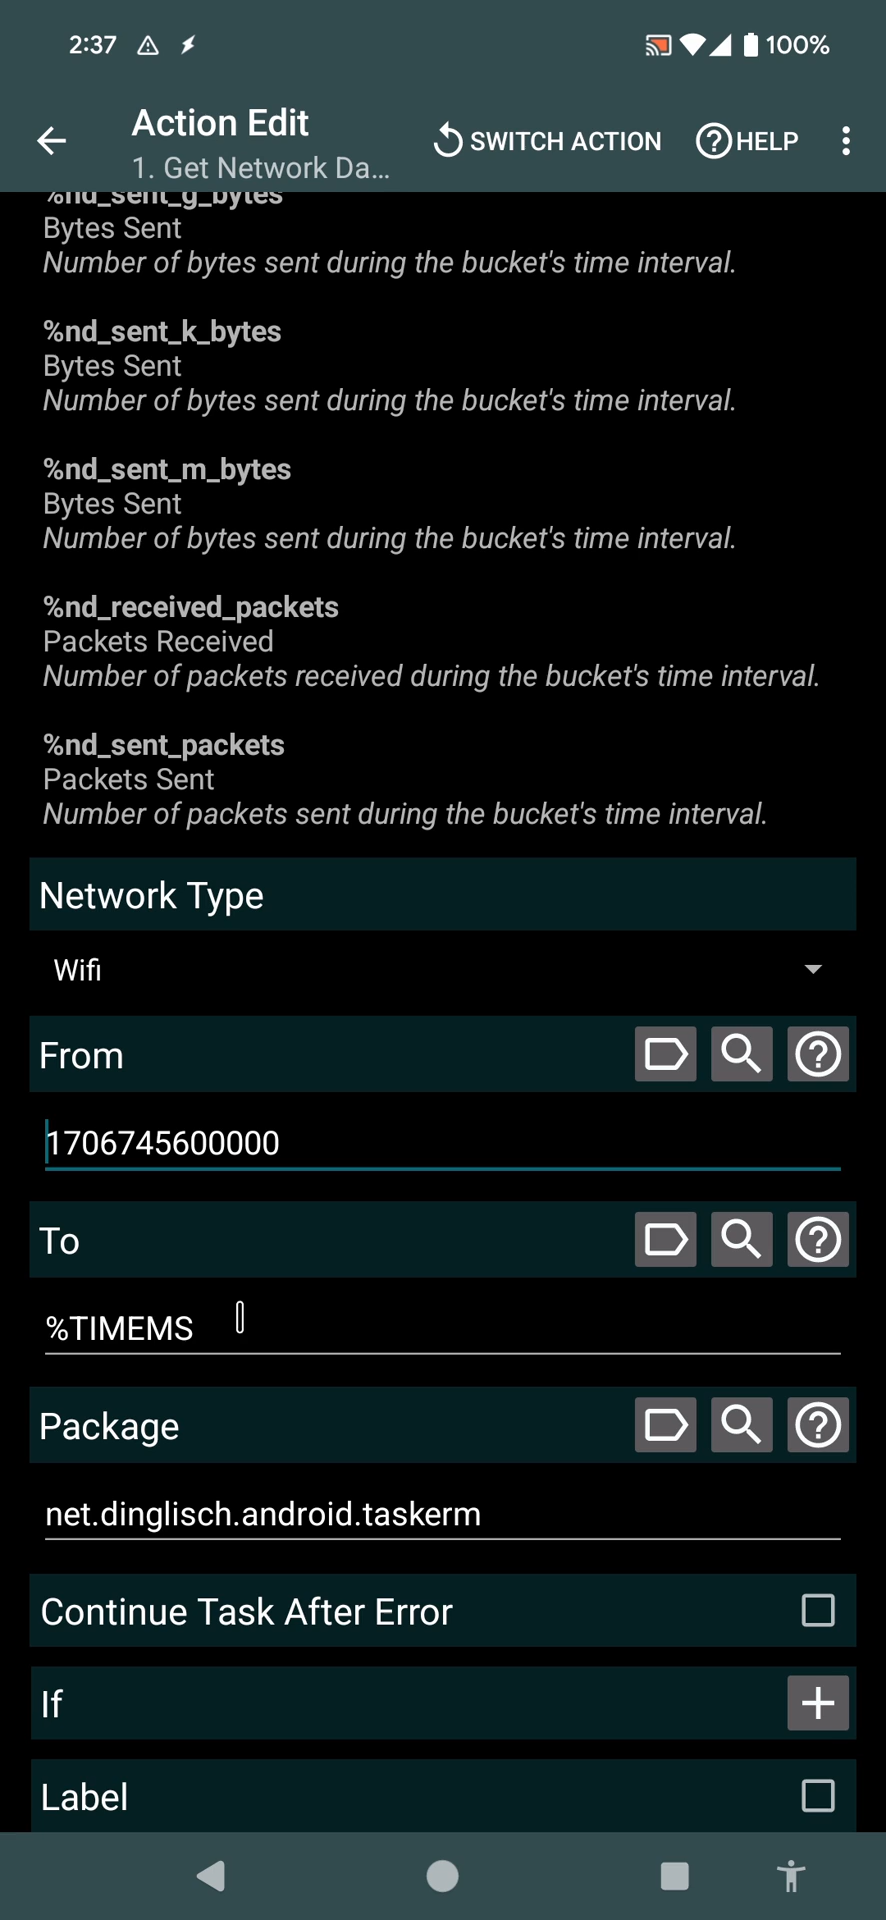 2:37
100%
Action Edit
1. Get Network Da...
SWITCH ACTION
HELP
%nd_sent_g_bytes
Bytes Sent
Number of bytes sent during the bucket's time interval.
%nd_sent_k_bytes
Bytes Sent
Number of bytes sent during the bucket's time interval.
%nd_sent_m_bytes
Bytes Sent
Number of bytes sent during the bucket's time interval.
%nd_received_packets
Packets Received
Number of packets received during the bucket's time interval.
%nd_sent_packets
Packets Sent
Number of packets sent during the bucket's time interval.
Network Type
Wifi
From
1706745600000
To
%TIMEMS
Package
net.dinglisch.android.taskerm
Continue Task After Error
If
Label